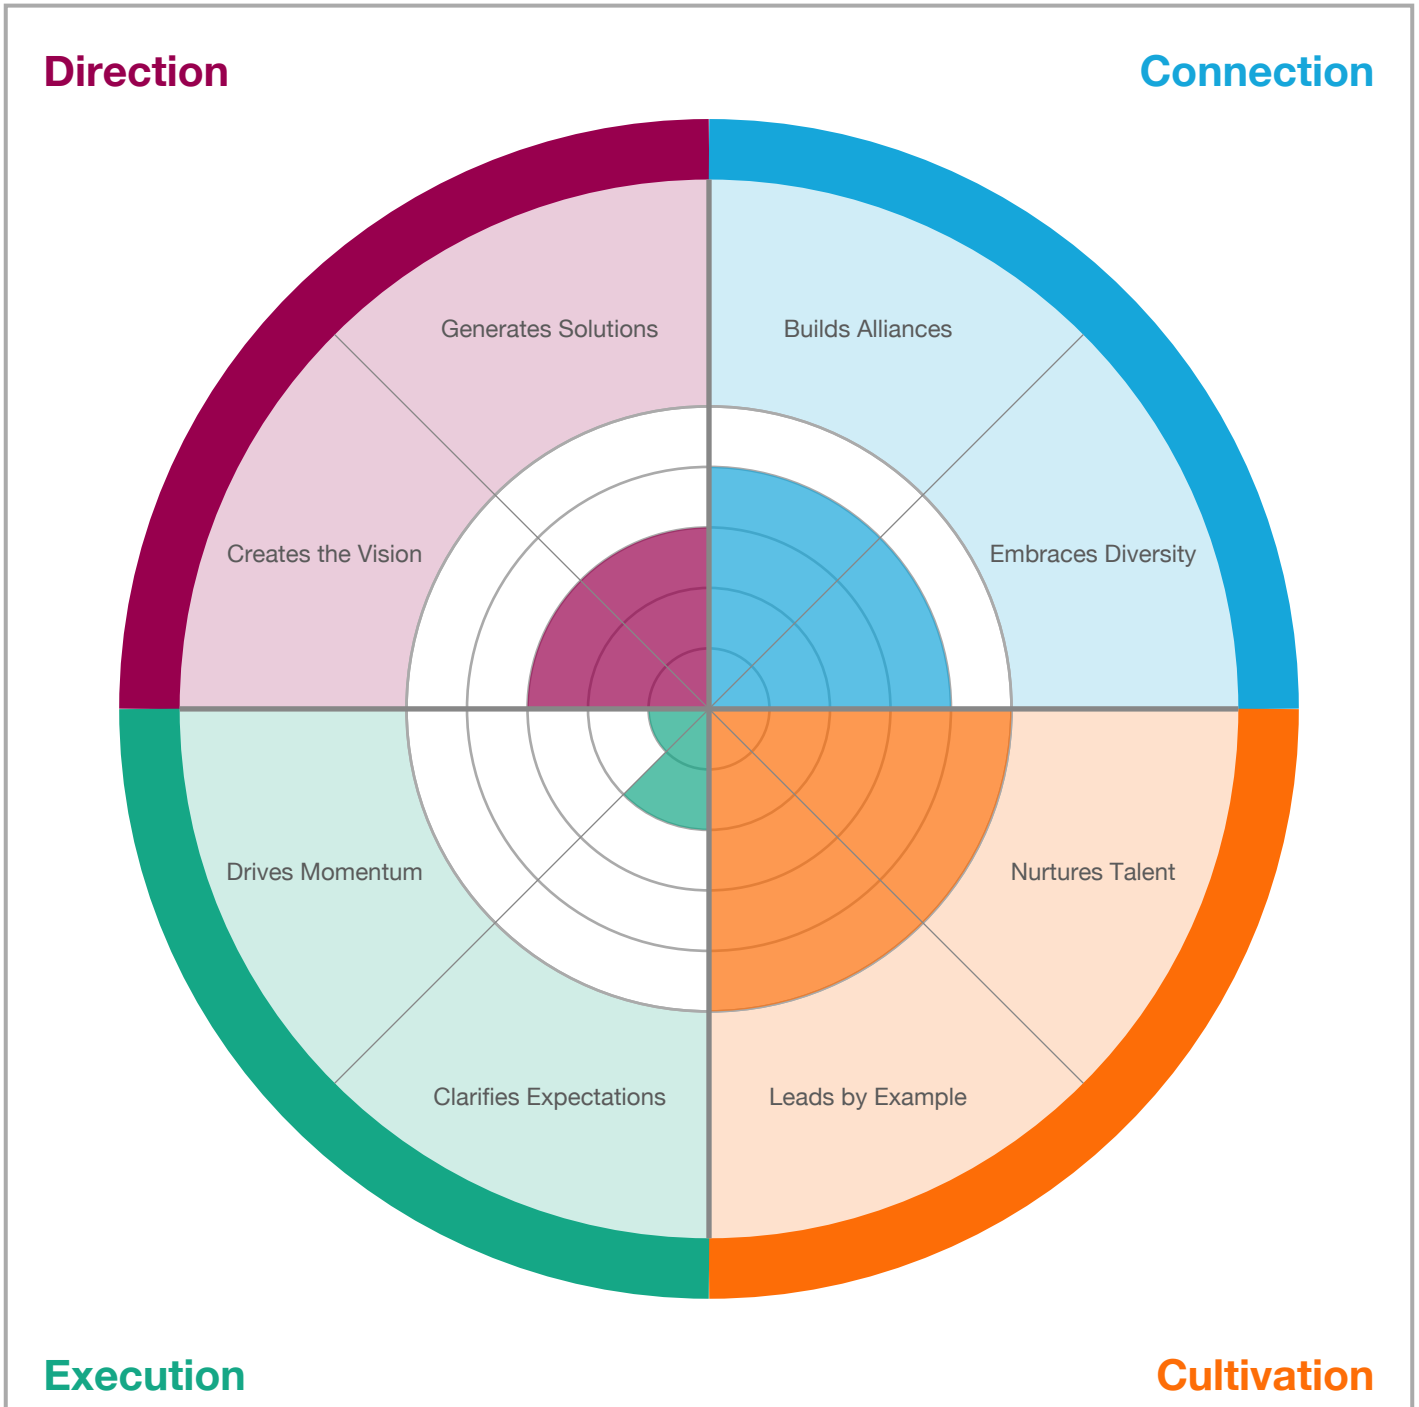 Direction
Connection
Generates Solutions
Builds Alliances
Creates the Vision
Embraces Diversity
Drives Momentum
Nurtures Talent
Clarifies Expectations
Leads by Example
Execution
Cultivation